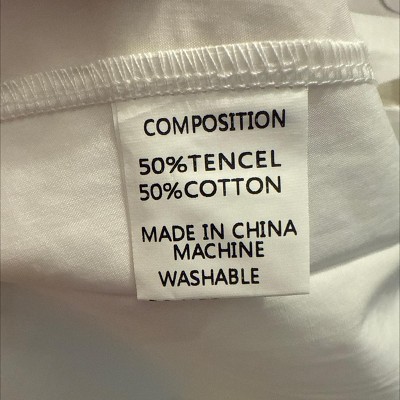 COMPOSITION
50%TENCEL
50%COTTON
MADE IN CHINA
MACHINE
WASHABLE